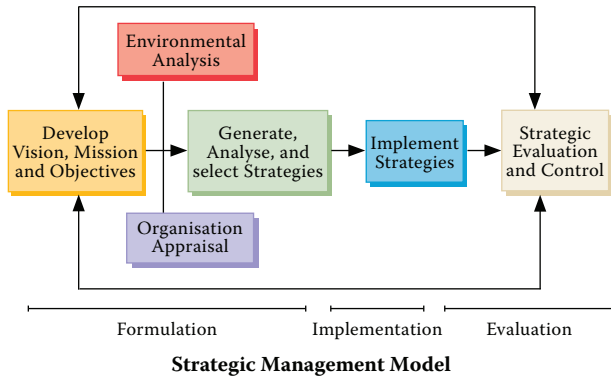 Environmental
Analysis
Develop
Vision, Mission
and Objectives
Generate,
Analyse, and
select Strategies
Implement
Strategies
Strategic
Evaluation
and Control
Organisation
Appraisal
Formulation
Implementation
Evaluation
Strategic Management Model